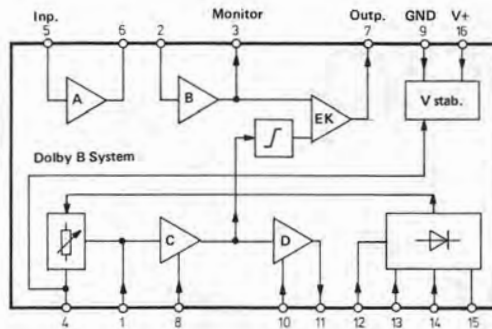 Inp. Monitor Outp. GND V+
5 6 2 3 7 9 16
A B EK V stab.
Dolby B System
C D
4 1 8 10 11 12 13 14 15